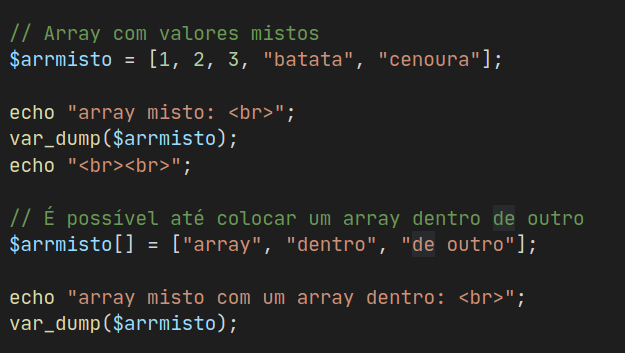 // Array com valores mistos
$arrmisto = [1, 2, 3, "batata", "cenoura"];
echo "array misto: <br>";
var_dump($arrmisto);
echo "<br><br>";
// É possível até colocar um array dentro de outro
$arrmisto[] = ["array", "dentro", "de outro"];
echo "array misto com um array dentro: <br>";
var_dump($arrmisto);